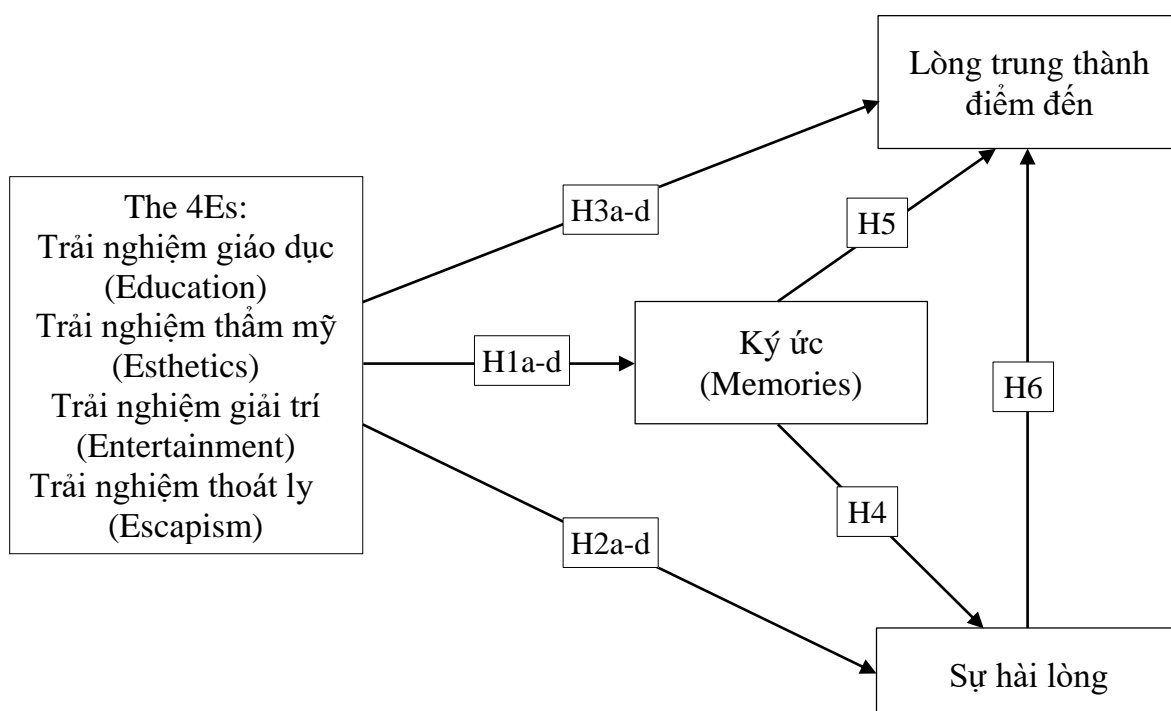 Lòng trung thành
điểm đến
The 4Es:
Trải nghiệm giáo dục
(Education)
Trải nghiệm thẩm mỹ
(Esthetics)
Trải nghiệm giải trí
(Entertainment)
Trải nghiệm thoát ly
(Escapism)
H3a-d
H5
H1a-d
Ký ức
(Memories)
H6
H4
H2a-d
Sự hài lòng